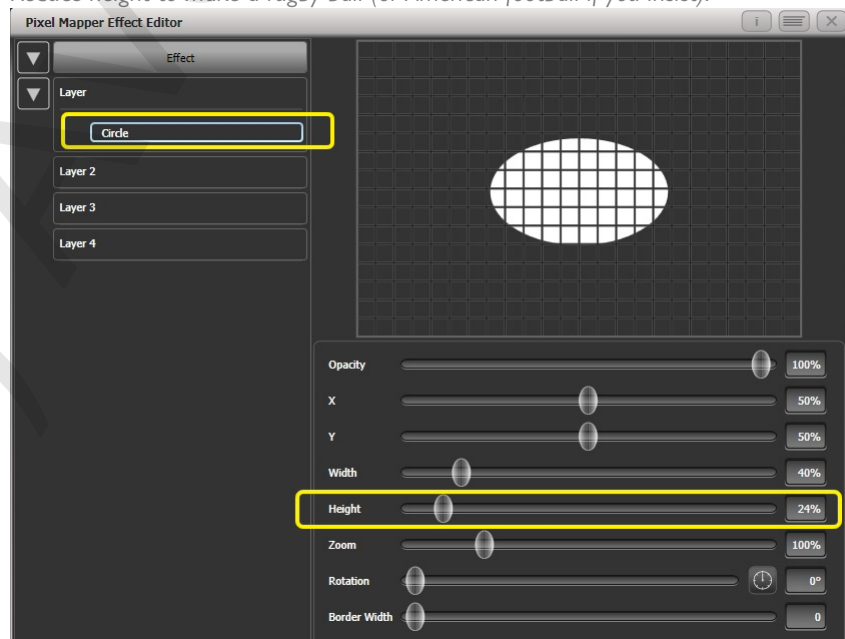 Reduce height to make a rugby ball (or American football if you insist).
Pixel Mapper Effect Editor
Effect
Layer
Circle
Layer 2
Layer 3
Layer 4
Opacity 100%
X 50%
Y 50%
Width 40%
Height 24%
Zoom 100%
Rotation 0°
Border Width 0